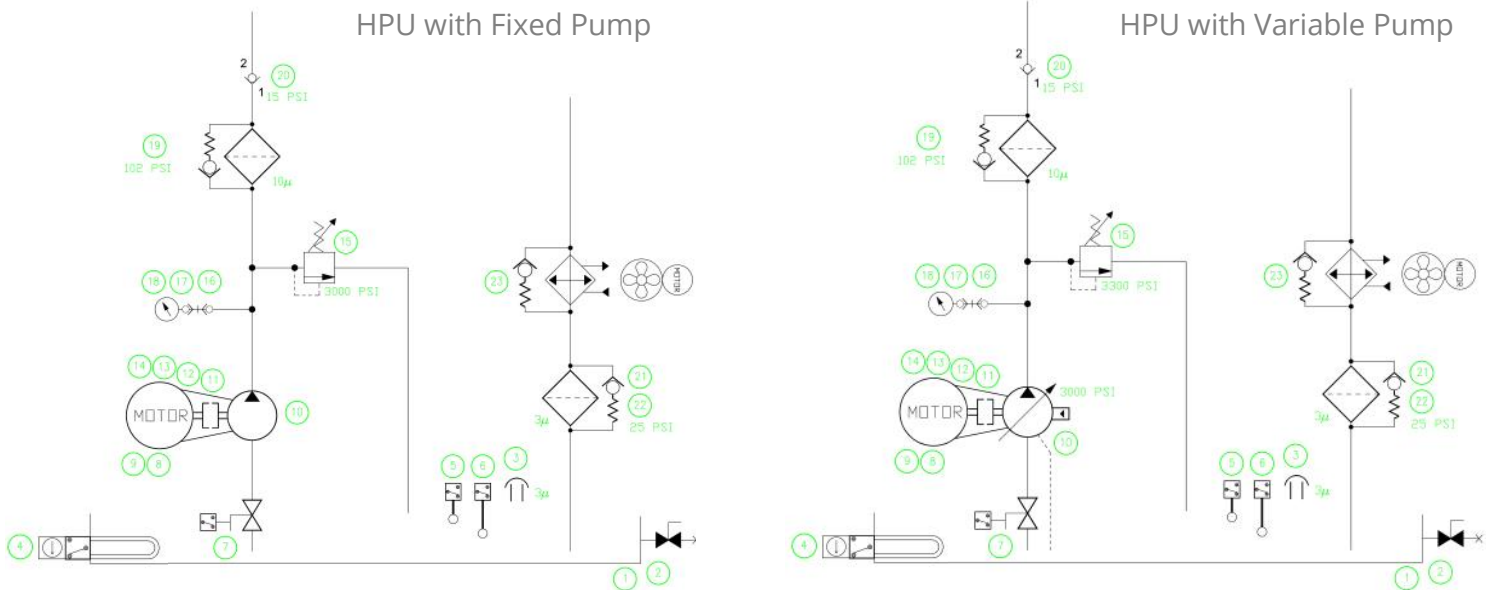 HPU with Fixed Pump
2
20
1
15 PSI
19
102 PSI
10µ
15
18 17 16
23
MOTOR
3000 PSI
14 13 12 11
MOTOR
10
21
22
3µ
25 PSI
9 8
5 6 3
3µ
4
7
1 2
HPU with Variable Pump
2
20
1
15 PSI
19
102 PSI
10µ
15
18 17 16
23
MOTOR
3300 PSI
14 13 12 11
MOTOR
3000 PSI
10
21
22
3µ
25 PSI
9 8
5 6 3
3µ
4
7
1 2